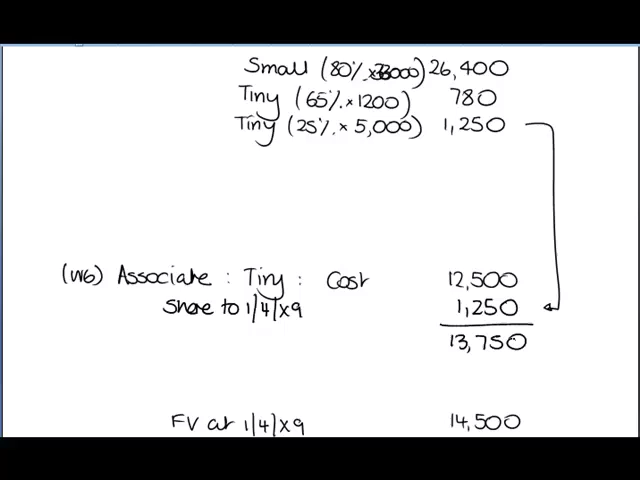 Small (80% x 33000) 26,400
Tiny (65% x 1200) 780
Tiny (25% x 5,000) 1,250
(W6) Associate : Tiny : Cost 12,500
Share to 1/4/x9 1,250
13,750
FV at 1/4/x9 14,500